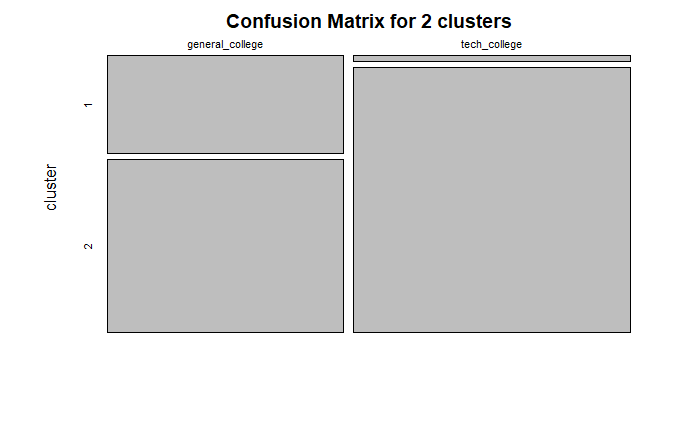 Confusion Matrix for 2 clusters
general_college tech_college
1
cluster
2